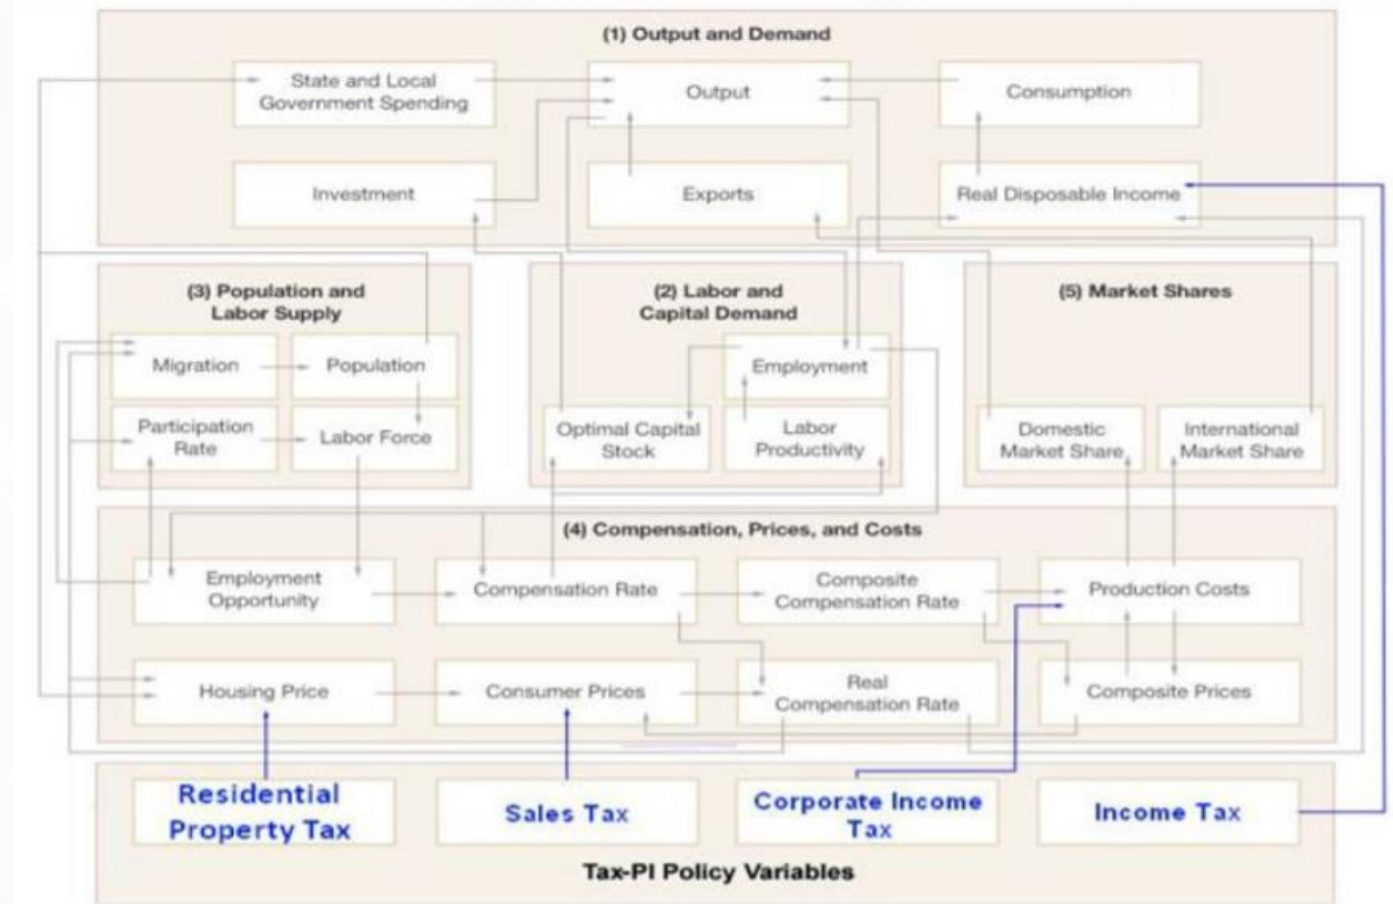 (1) Output and Demand
State and Local
Government Spending
Output
Consumption
Investment
Exports
Real Disposable Income
(3) Population and
Labor Supply
Migration
Population
Participation
Rate
Labor Force
(2) Labor and
Capital Demand
Employment
Optimal Capital
Stock
Labor
Productivity
(5) Market Shares
Domestic
Market Share
International
Market Share
(4) Compensation, Prices, and Costs
Employment
Opportunity
Compensation Rate
Composite
Compensation Rate
Production Costs
Housing Price
Consumer Prices
Real
Compensation Rate
Composite Prices
Residential
Property Tax
Sales Tax
Corporate Income
Tax
Income Tax
Tax-PI Policy Variables